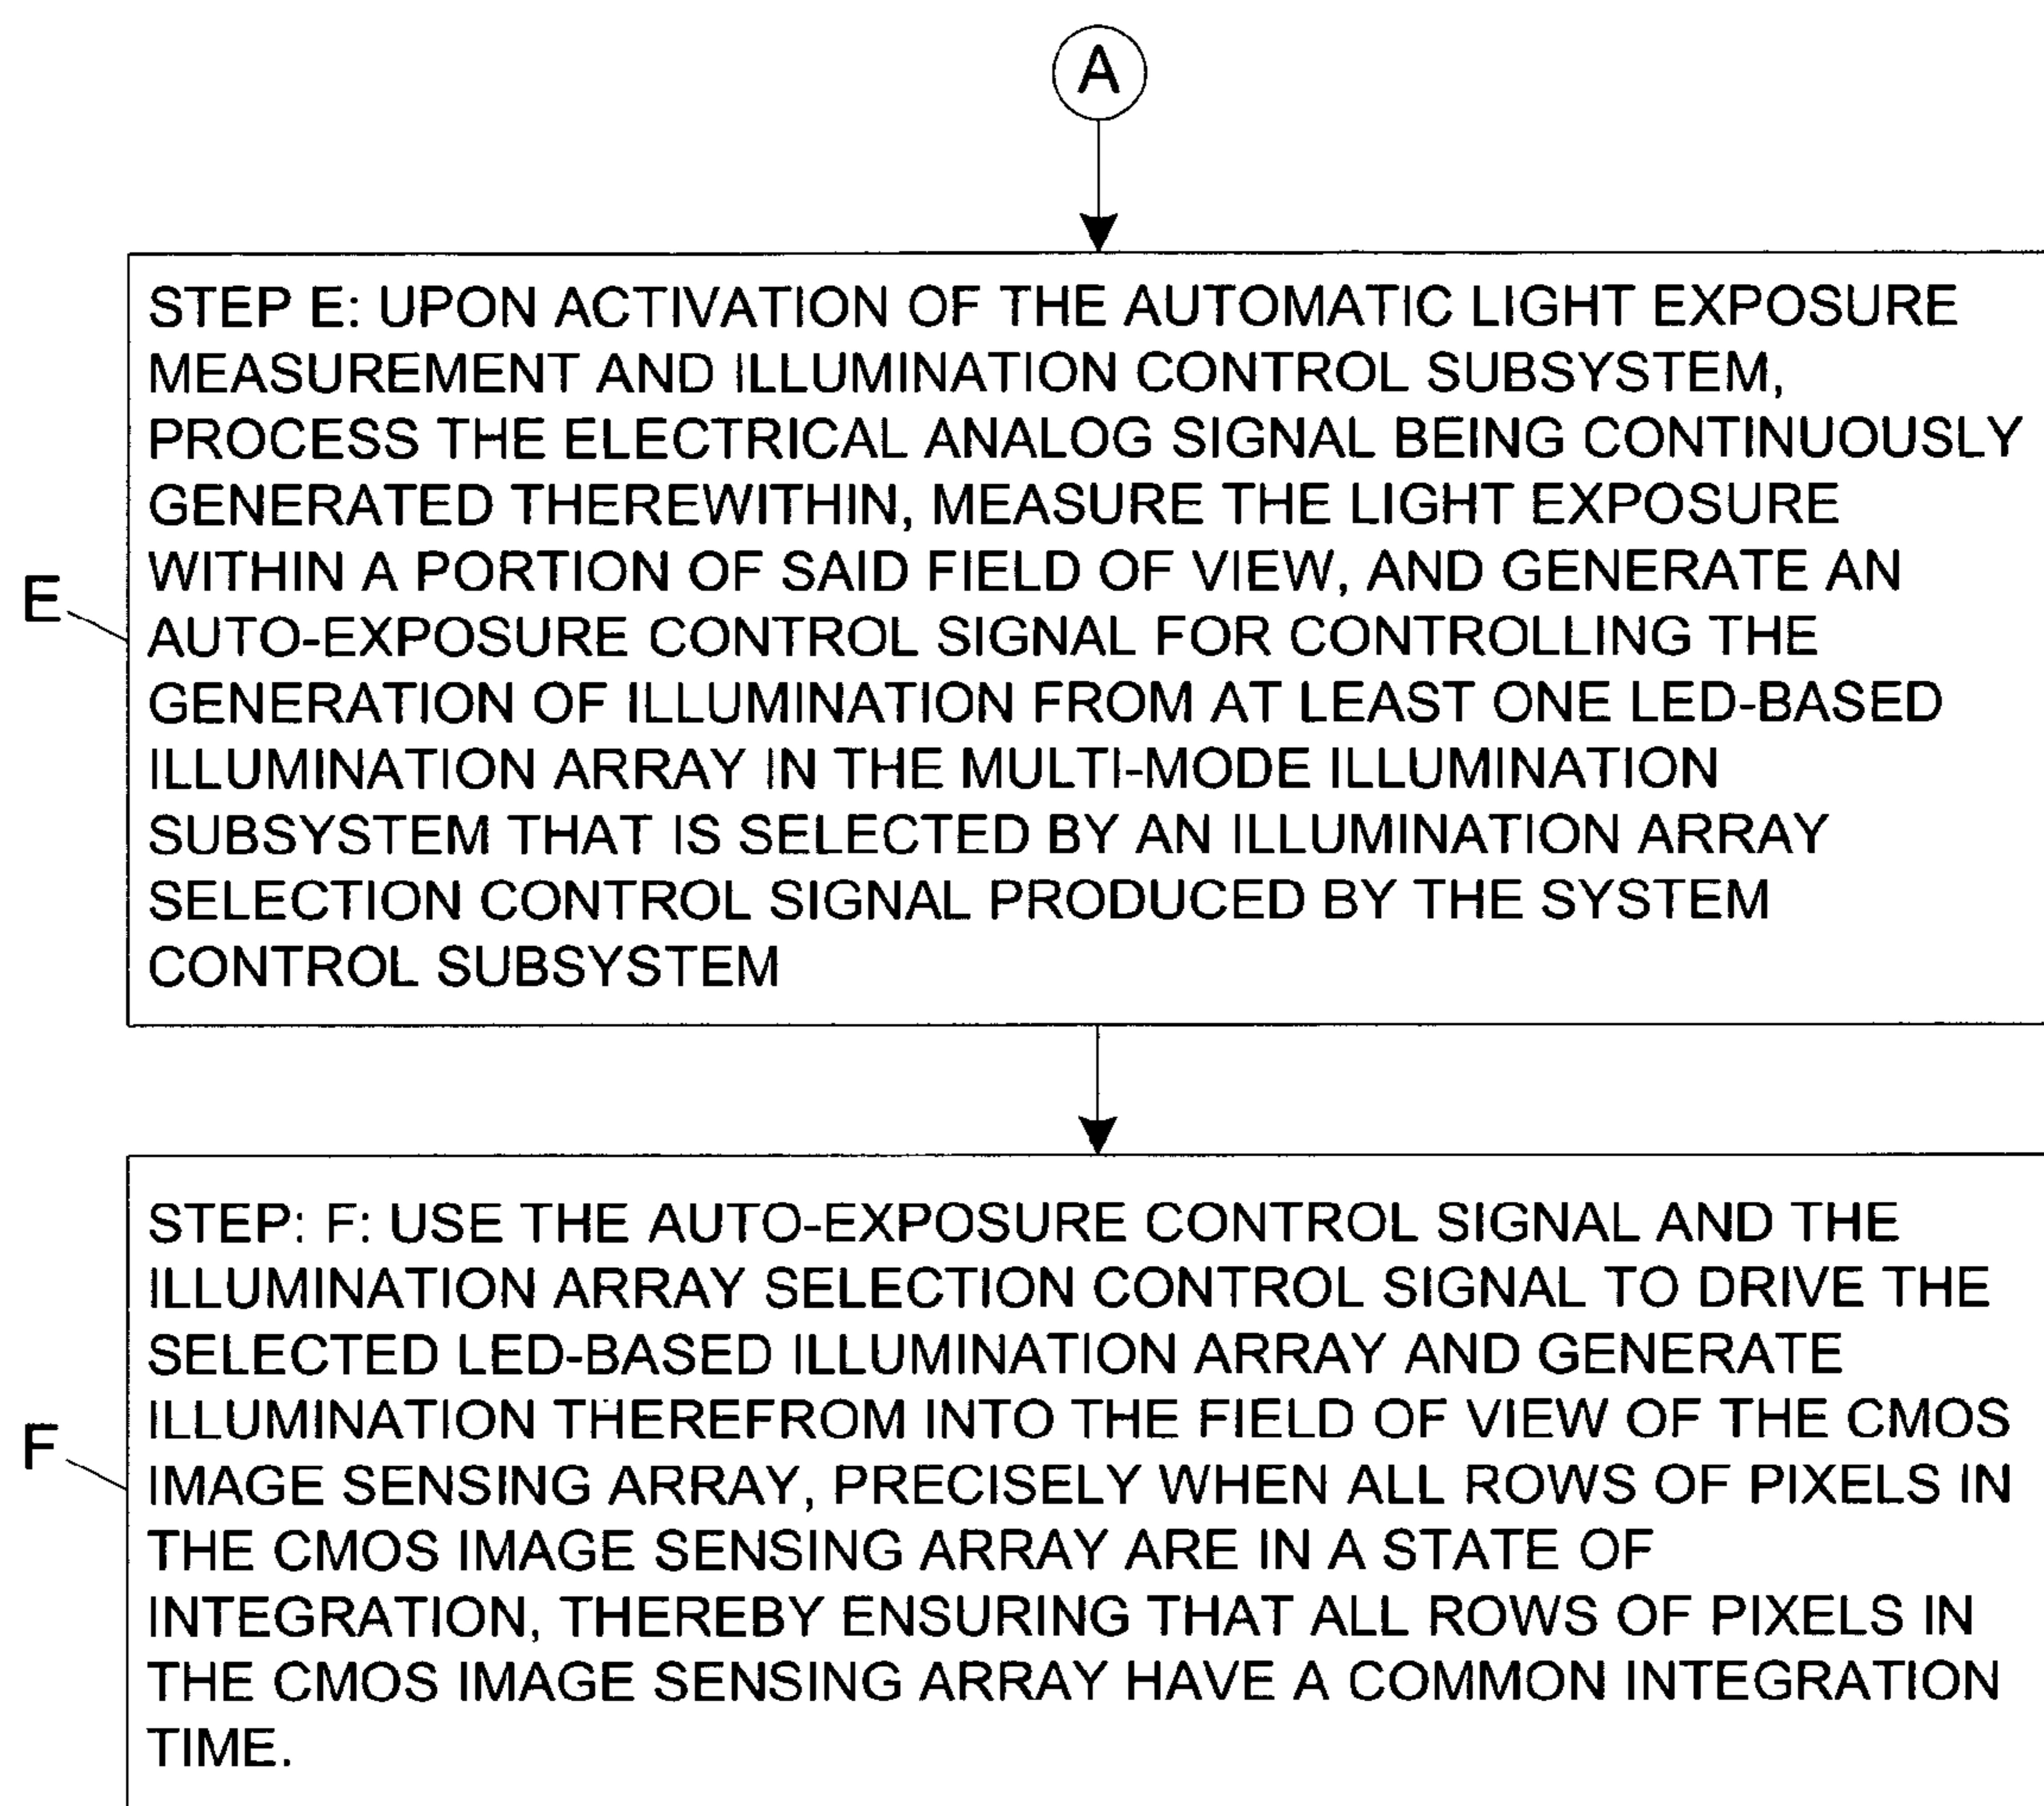 A
STEP E: UPON ACTIVATION OF THE AUTOMATIC LIGHT EXPOSURE
MEASUREMENT AND ILLUMINATION CONTROL SUBSYSTEM,
PROCESS THE ELECTRICAL ANALOG SIGNAL BEING CONTINUOUSLY
GENERATED THEREWITHIN, MEASURE THE LIGHT EXPOSURE
WITHIN A PORTION OF SAID FIELD OF VIEW, AND GENERATE AN
AUTO-EXPOSURE CONTROL SIGNAL FOR CONTROLLING THE
GENERATION OF ILLUMINATION FROM AT LEAST ONE LED-BASED
ILLUMINATION ARRAY IN THE MULTI-MODE ILLUMINATION
SUBSYSTEM THAT IS SELECTED BY AN ILLUMINATION ARRAY
SELECTION CONTROL SIGNAL PRODUCED BY THE SYSTEM
CONTROL SUBSYSTEM
E
STEP: F: USE THE AUTO-EXPOSURE CONTROL SIGNAL AND THE
ILLUMINATION ARRAY SELECTION CONTROL SIGNAL TO DRIVE THE
SELECTED LED-BASED ILLUMINATION ARRAY AND GENERATE
ILLUMINATION THEREFROM INTO THE FIELD OF VIEW OF THE CMOS
IMAGE SENSING ARRAY, PRECISELY WHEN ALL ROWS OF PIXELS IN
THE CMOS IMAGE SENSING ARRAY ARE IN A STATE OF
INTEGRATION, THEREBY ENSURING THAT ALL ROWS OF PIXELS IN
THE CMOS IMAGE SENSING ARRAY HAVE A COMMON INTEGRATION
TIME.
F